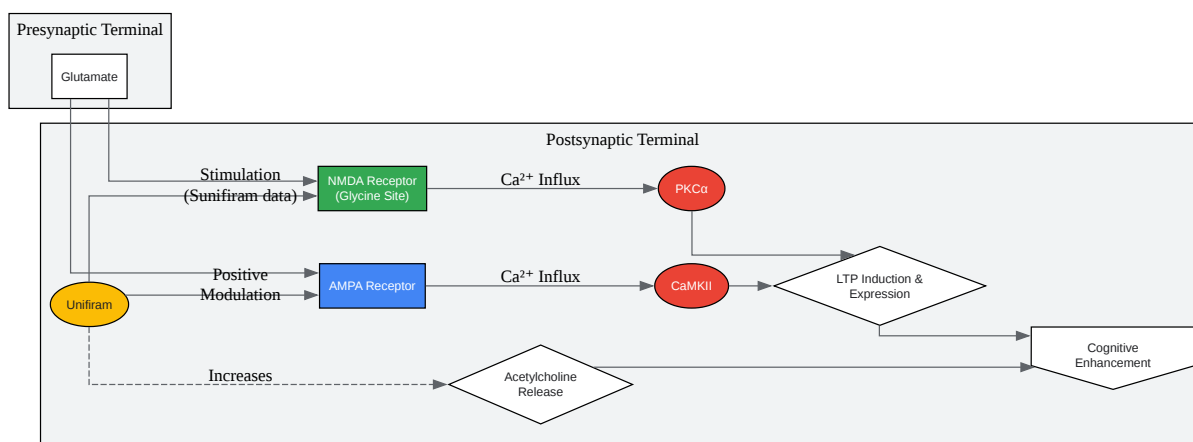 Presynaptic Terminal
Glutamate
Postsynaptic Terminal
Stimulation
(Sunifiram data)
NMDA Receptor
(Glycine Site)
Ca²⁺ Influx
PKCα
Positive
Modulation
Unifiram
AMPA Receptor
Ca²⁺ Influx
CaMKII
LTP Induction &
Expression
Increases
Acetylcholine
Release
Cognitive
Enhancement